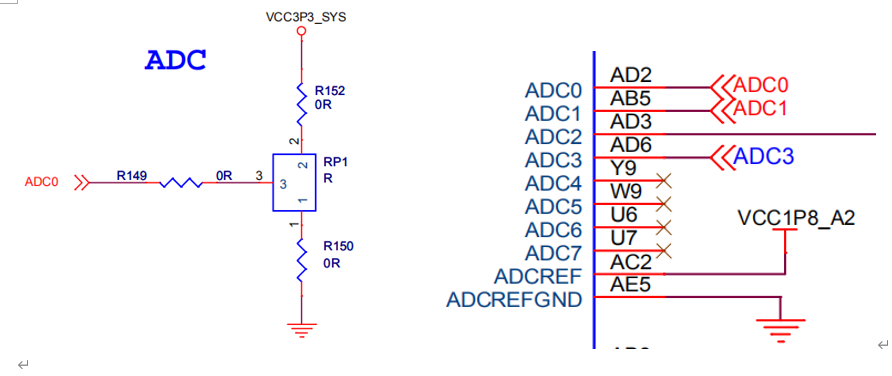 VCC3P3_SYS
ADC
R152
0R
2
2
RP1
R
ADC0
R149
0R
3
3
1
1
R150
0R
ADC0
AD2
ADC0
ADC1
AB5
ADC1
ADC2
AD3
ADC3
AD6
ADC3
ADC4
Y9
ADC5
W9
ADC6
U6
ADC7
U7
VCC1P8_A2
ADCREF
AC2
ADCREFGND
AE5